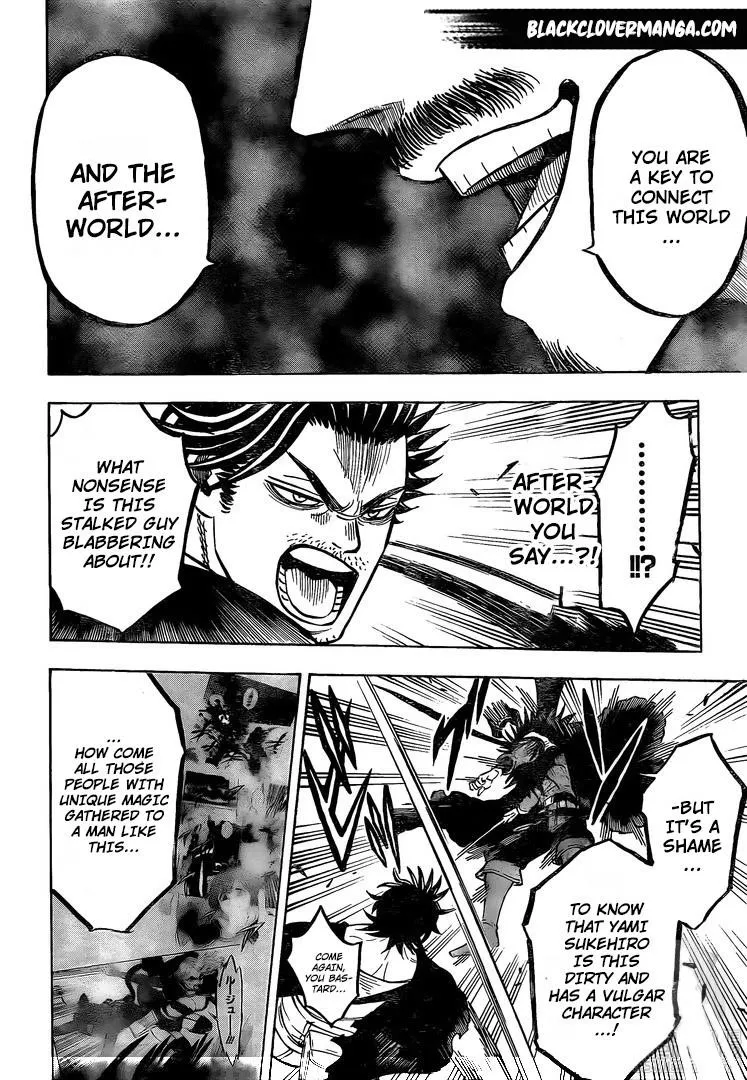 BLACKCLOVERMANGA.COM
YOU ARE
A KEY TO
CONNECT
THIS WORLD
...
AND THE
AFTER-
WORLD...
............!!?
AFTER-
WORLD
YOU
SAY...?!
WHAT
NONSENSE
IS THIS
STALKED GUY
BLABBERING
ABOUT!!
-BUT
IT'S A
SHAME
...
TO KNOW
THAT YAMI
SUKEHIRO
IS THIS
DIRTY AND
HAS A VULGAR
CHARACTER
...!
COME
AGAIN,
YOU BAS-
TARD...
...
HOW COME
ALL THOSE
PEOPLE WITH
UNIQUE MAGIC
GATHERED TO
A MAN LIKE
THIS...